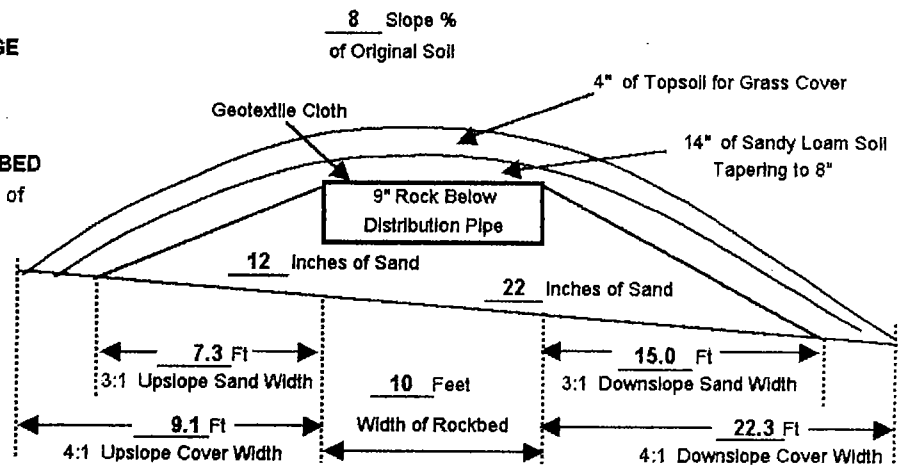 8 Slope %
of Original Soil
GE
4" of Topsoil for Grass Cover
Geotextile Cloth
14" of Sandy Loam Soil
Tapering to 8"
BED
of
9" Rock Below
Distribution Pipe
12 Inches of Sand
22 Inches of Sand
7.3 Ft
3:1 Upslope Sand Width
15.0 Ft
3:1 Downslope Sand Width
10 Feet
Width of Rockbed
9.1 Ft
4:1 Upslope Cover Width
22.3 Ft
4:1 Downslope Cover Width